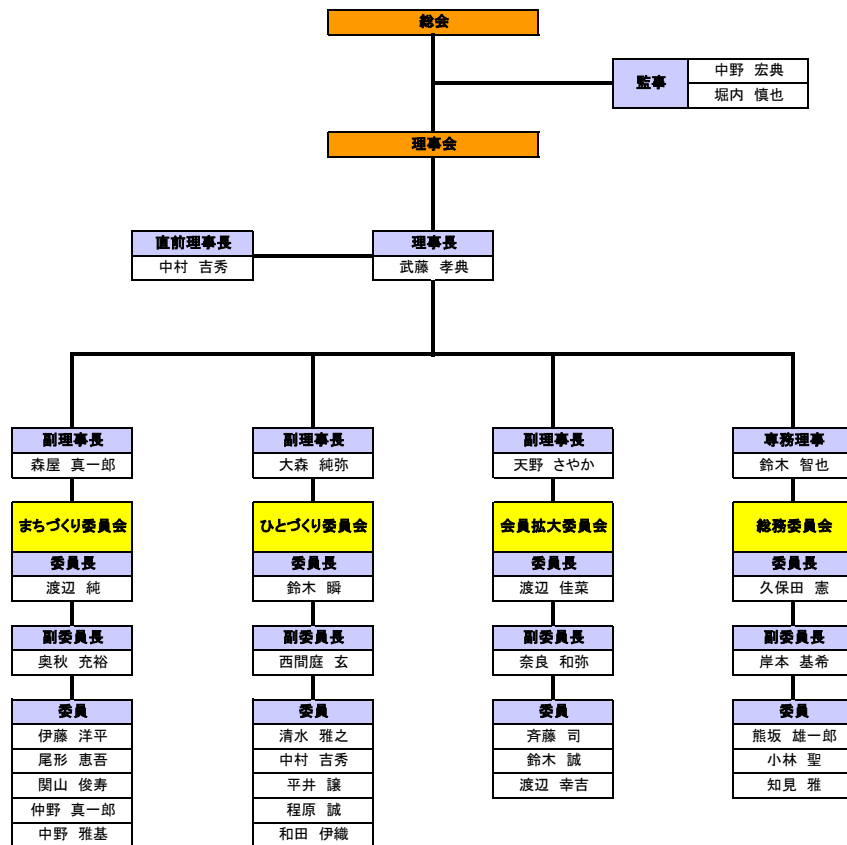 総会
監事
中野 宏典
堀内 慎也
理事会
直前理事長
中村 吉秀
理事長
武藤 孝典
副理事長
森屋 真一郎
まちづくり委員会
委員長
渡辺 純
副委員長
奥秋 充裕
委員
伊藤 洋平
尾形 恵吾
関山 俊寿
仲野 真一郎
中野 雅基
副理事長
大森 純弥
ひとづくり委員会
委員長
鈴木 瞬
副委員長
西間庭 玄
委員
清水 雅之
中村 吉秀
平井 譲
程原 誠
和田 伊織
副理事長
天野 さやか
会員拡大委員会
委員長
渡辺 佳菜
副委員長
奈良 和弥
委員
斉藤 司
鈴木 誠
渡辺 幸吉
専務理事
鈴木 智也
総務委員会
委員長
久保田 憲
副委員長
岸本 基希
委員
熊坂 雄一郎
小林 聖
知見 雅